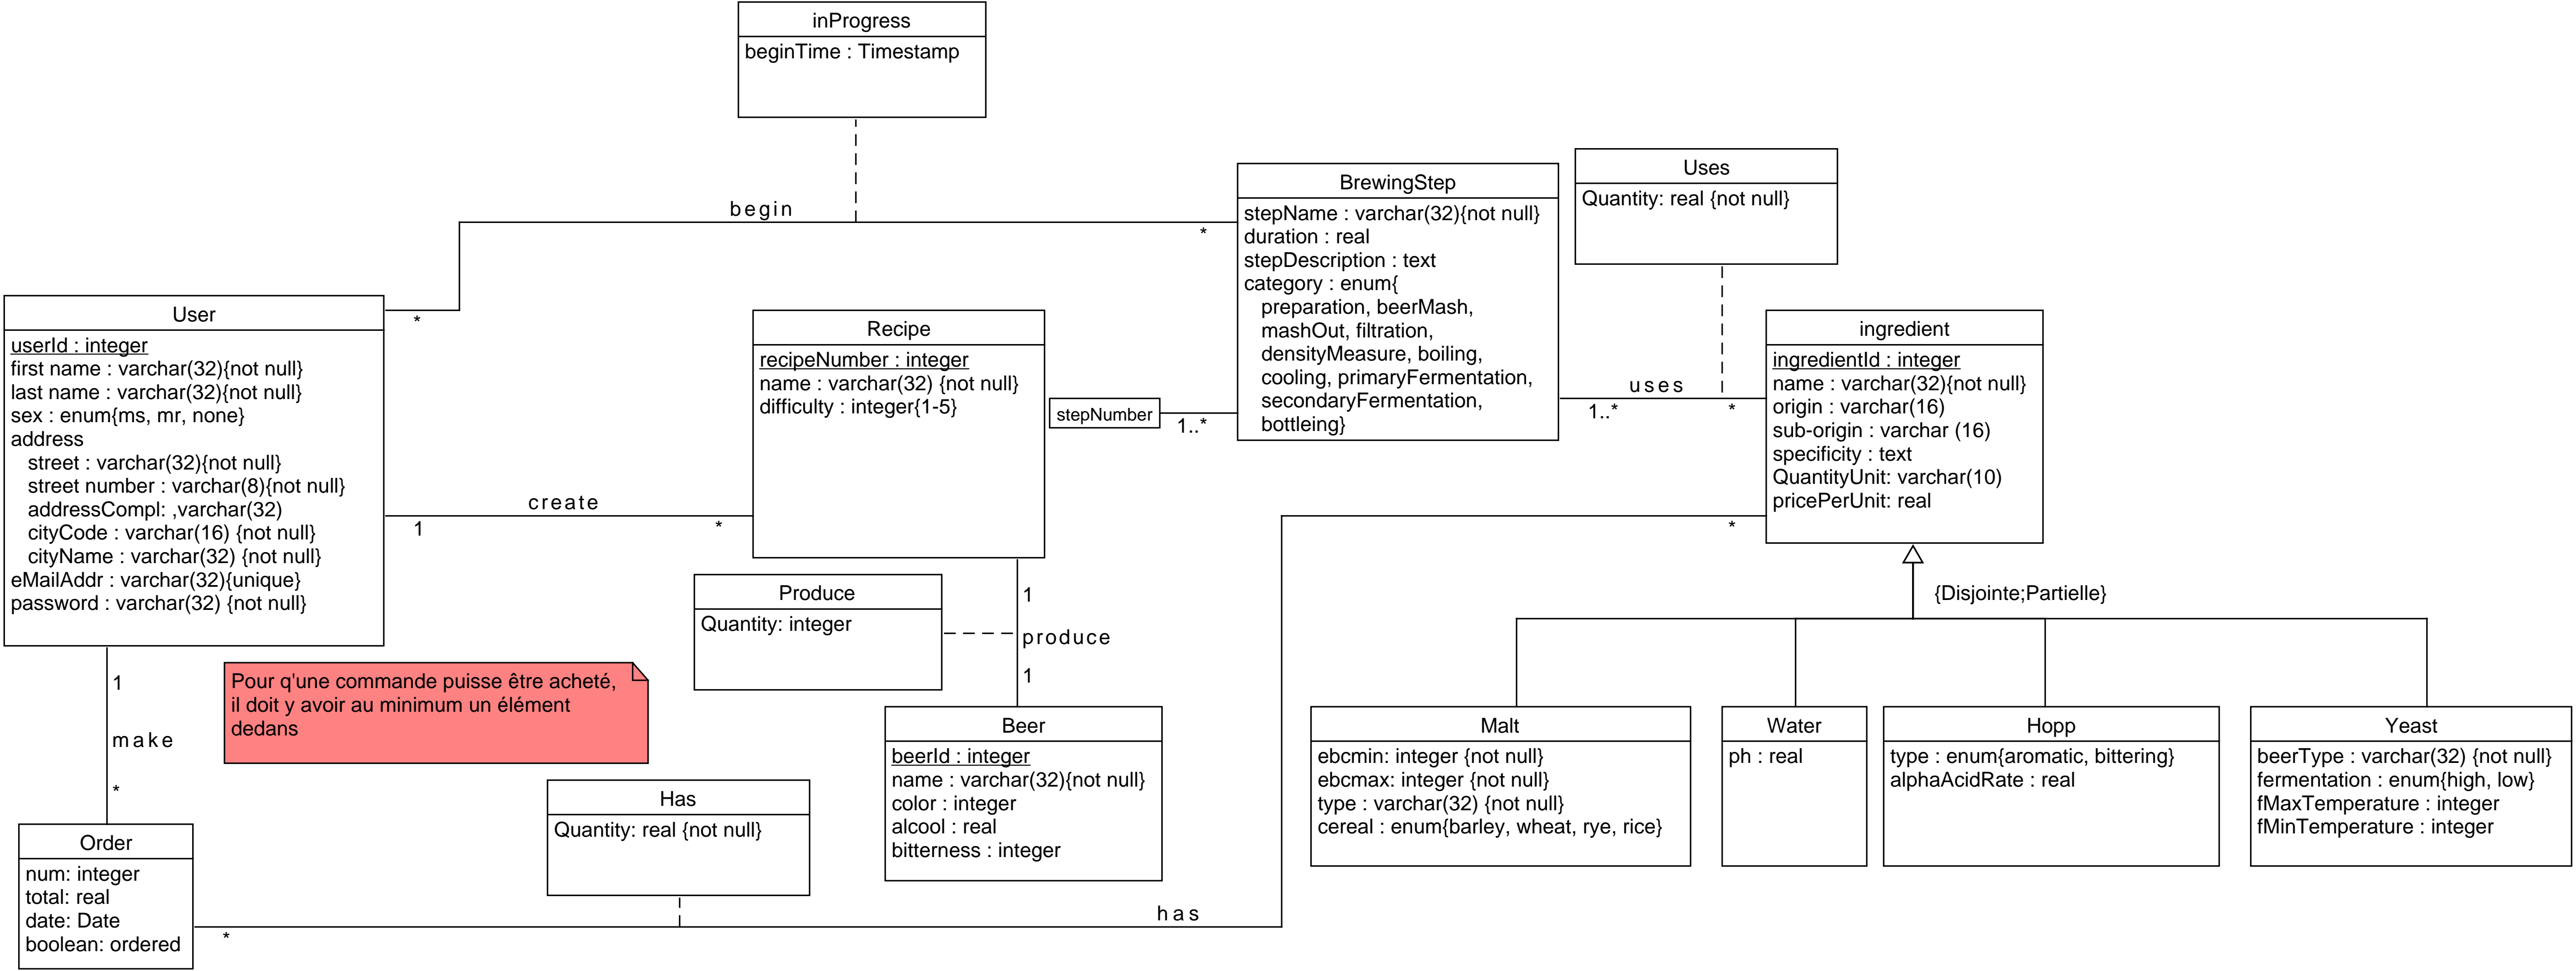 inProgress
beginTime : Timestamp
begin
*
*
BrewingStep
stepName : varchar(32){not null}
duration : real
stepDescription : text
category : enum{
preparation, beerMash,
mashOut, filtration,
densityMeasure, boiling,
cooling, primaryFermentation,
secondaryFermentation,
bottleing}
Uses
Quantity: real {not null}
User
userId : integer
first name : varchar(32){not null}
last name : varchar(32){not null}
sex : enum{ms, mr, none}
address
street : varchar(32){not null}
street number : varchar(8){not null}
addressCompl: ,varchar(32)
cityCode : varchar(16) {not null}
cityName : varchar(32) {not null}
eMailAddr : varchar(32){unique}
password : varchar(32) {not null}
Recipe
recipeNumber : integer
name : varchar(32) {not null}
difficulty : integer{1-5}
stepNumber
1..*
uses
1..*
*
ingredient
ingredientId : integer
name : varchar(32){not null}
origin : varchar(16)
sub-origin : varchar (16)
specificity : text
QuantityUnit: varchar(10)
pricePerUnit: real
create
1
*
*
{Disjointe;Partielle}
Produce
Quantity: integer
1
produce
1
1
make
*
Pour q'une commande puisse être acheté,
il doit y avoir au minimum un élément
dedans
Beer
beerId : integer
name : varchar(32){not null}
color : integer
alcool : real
bitterness : integer
Malt
ebcmin: integer {not null}
ebcmax: integer {not null}
type : varchar(32) {not null}
cereal : enum{barley, wheat, rye, rice}
Water
ph : real
Hopp
type : enum{aromatic, bittering}
alphaAcidRate : real
Yeast
beerType : varchar(32) {not null}
fermentation : enum{high, low}
fMaxTemperature : integer
fMinTemperature : integer
Has
Quantity: real {not null}
Order
num: integer
total: real
date: Date
boolean: ordered
*
has